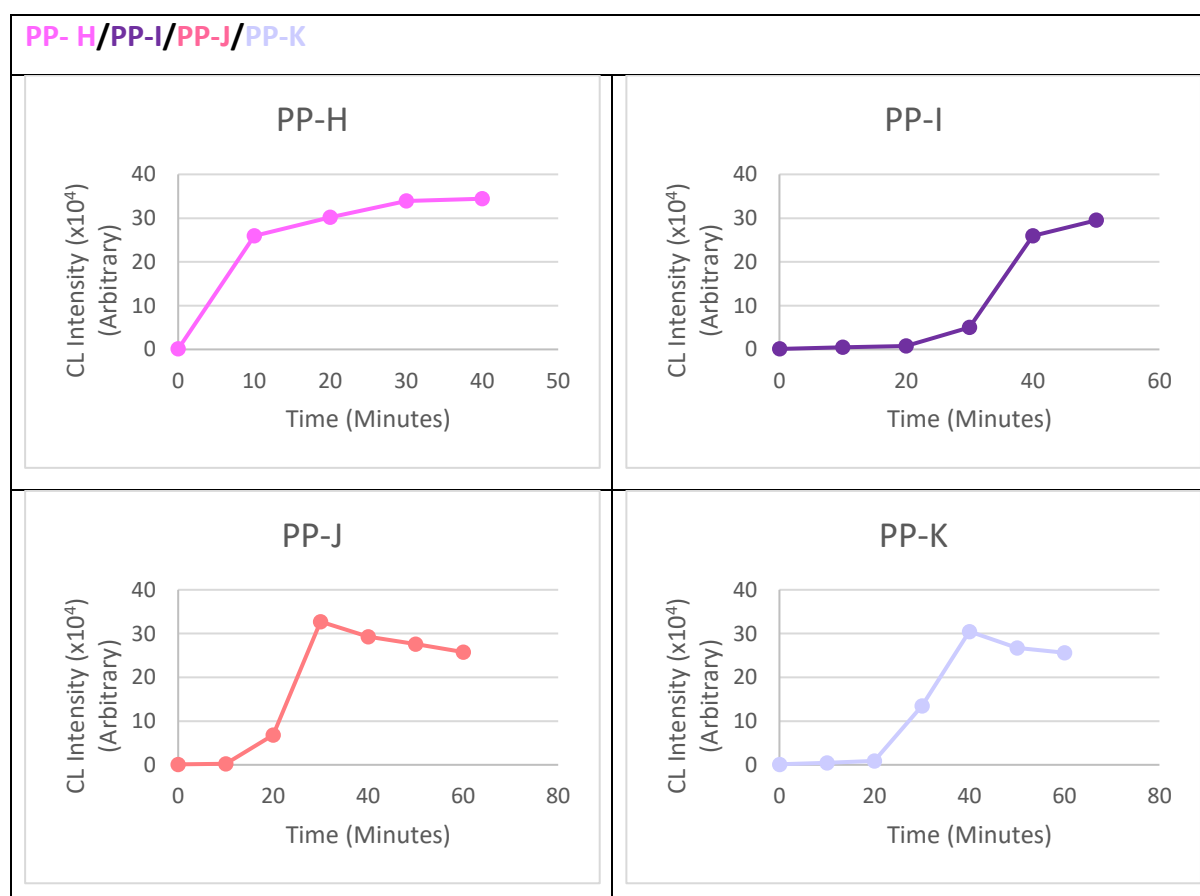 PP- H/PP-I/PP-J/PP-K
PP-H
40
30
20
10
0
0 10 20 30 40 50
CL Intensity (x10⁴)
(Arbitrary)
Time (Minutes)
PP-I
40
30
20
10
0
0 20 40 60
CL Intensity (x10⁴)
(Arbitrary)
Time (Minutes)
PP-J
40
30
20
10
0
0 20 40 60 80
CL Intensity (x10⁴)
(Arbitrary)
Time (Minutes)
PP-K
40
30
20
10
0
0 20 40 60 80
CL Intensity (x10⁴)
(Arbitrary)
Time (Minutes)